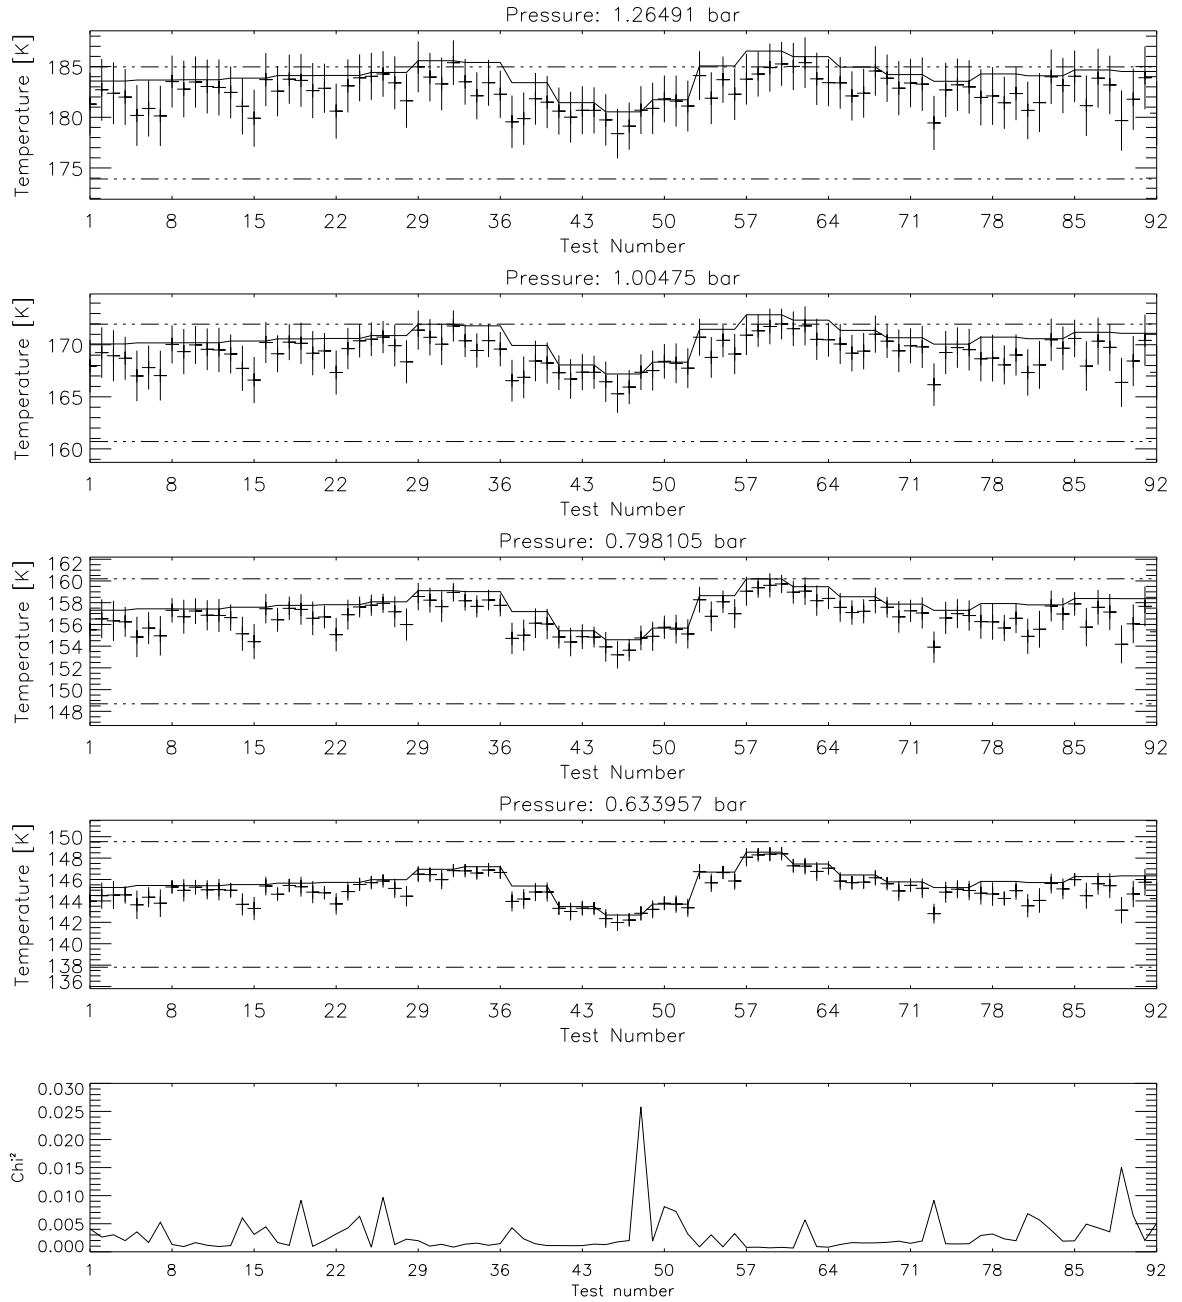 Pressure: 1.26491 bar
Temperature [K]
185
180
175
1 8 15 22 29 36 43 50 57 64 71 78 85 92
Test Number
Pressure: 1.00475 bar
Temperature [K]
170
165
160
1 8 15 22 29 36 43 50 57 64 71 78 85 92
Test Number
Pressure: 0.798105 bar
Temperature [K]
162
160
158
156
154
152
150
148
1 8 15 22 29 36 43 50 57 64 71 78 85 92
Test Number
Pressure: 0.633957 bar
Temperature [K]
150
148
146
144
142
140
138
136
1 8 15 22 29 36 43 50 57 64 71 78 85 92
Test Number
Chi²
0.030
0.025
0.020
0.015
0.010
0.005
0.000
1 8 15 22 29 36 43 50 57 64 71 78 85 92
Test number